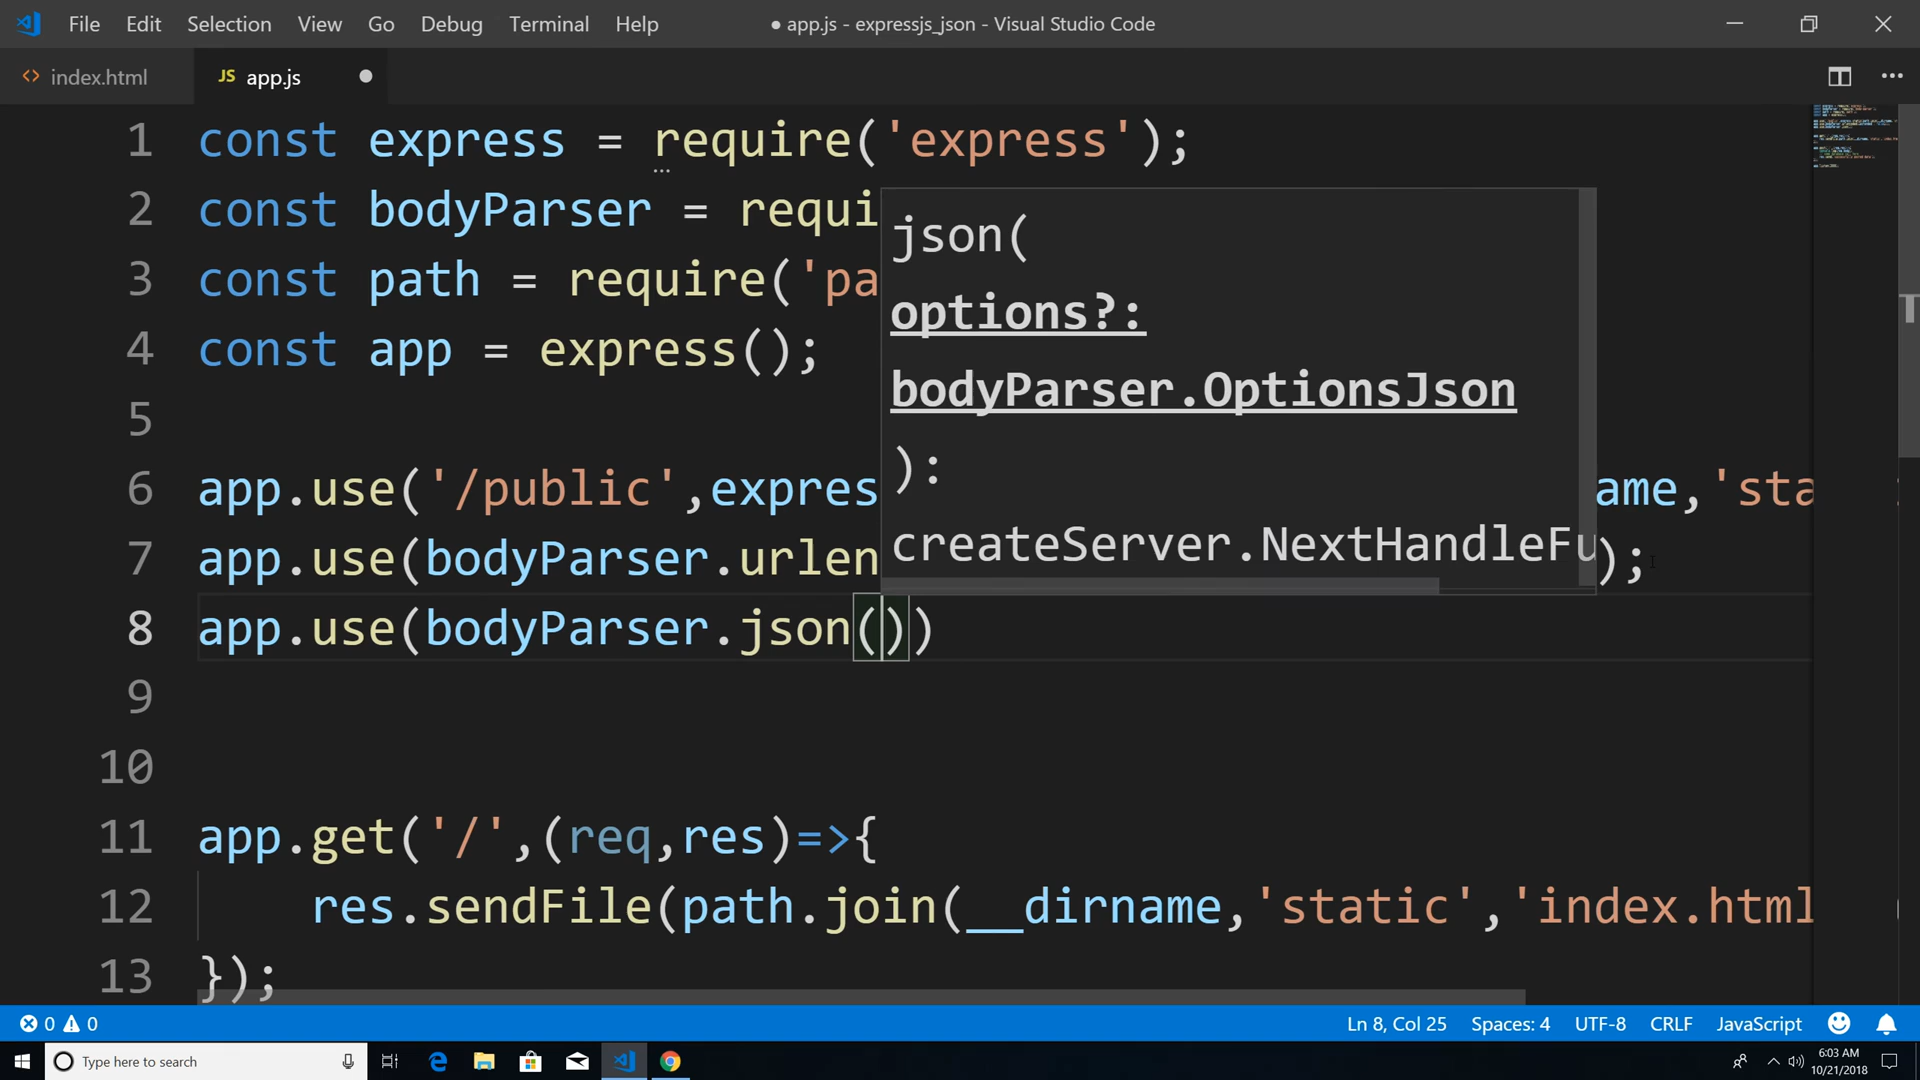 File Edit Selection View Go Debug Terminal Help ● app.js - expressjs_json - Visual Studio Code
<> index.html JS app.js
1 const express = require('express');
2 const bodyParser = requi
3 const path = require('pa
4 const app = express();
5
json(
options?:
bodyParser.OptionsJson
):
createServer.NextHandleFu
6 app.use('/public',expres ame,'sta
7 app.use(bodyParser.urlen );
8 app.use(bodyParser.json())
9
10
11 app.get('/',(req,res)=>{
12 res.sendFile(path.join(__dirname,'static','index.html
13 });
0 0 Ln 8, Col 25 Spaces: 4 UTF-8 CRLF JavaScript
Type here to search 6:03 AM
10/21/2018